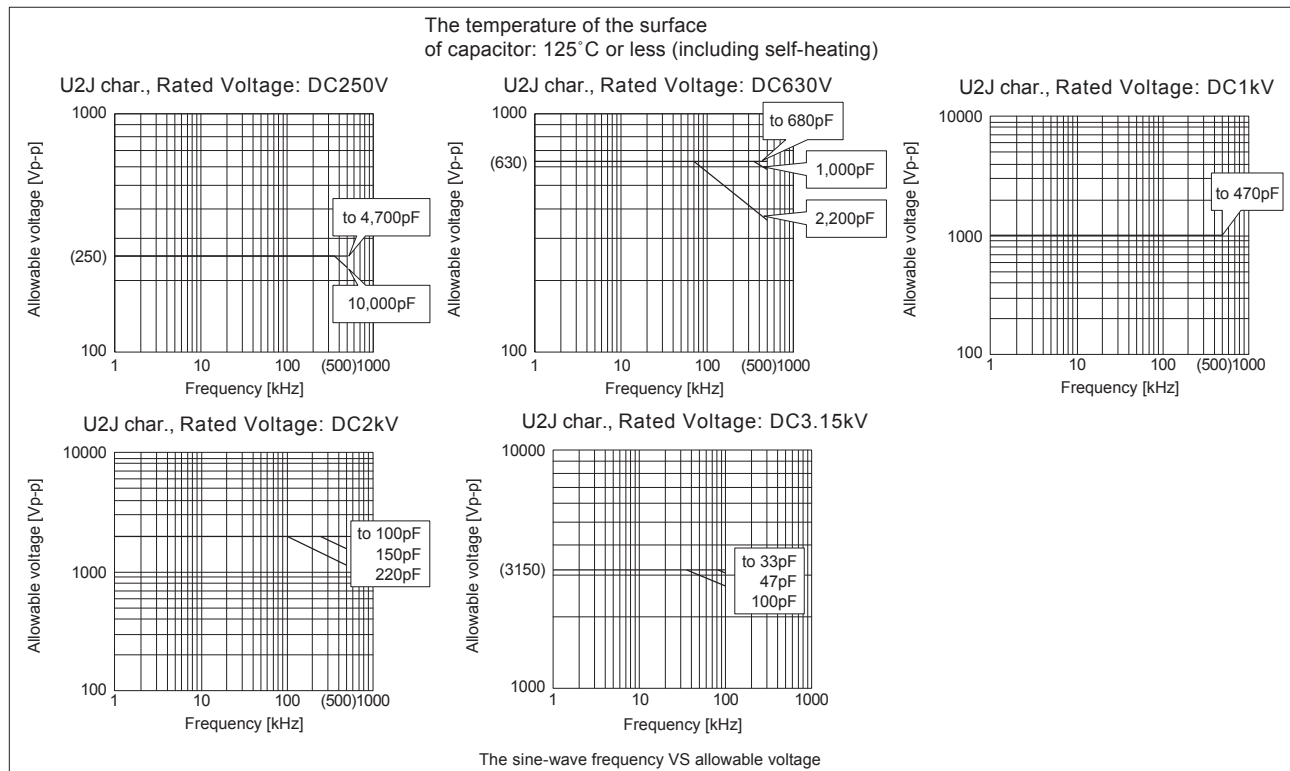 The temperature of the surface
of capacitor: 125˚C or less (including self-heating)
U2J char., Rated Voltage: DC250V
Allowable voltage [Vp-p]
1000
(250)
100
to 4,700pF
10,000pF
1 10 100 (500)1000
Frequency [kHz]
U2J char., Rated Voltage: DC630V
Allowable voltage [Vp-p]
1000
(630)
100
to 680pF
1,000pF
2,200pF
1 10 100 (500)1000
Frequency [kHz]
U2J char., Rated Voltage: DC1kV
Allowable voltage [Vp-p]
10000
1000
100
to 470pF
1 10 100 (500)1000
Frequency [kHz]
U2J char., Rated Voltage: DC2kV
Allowable voltage [Vp-p]
10000
1000
100
to 100pF
150pF
220pF
1 10 100 (500)1000
Frequency [kHz]
U2J char., Rated Voltage: DC3.15kV
Allowable voltage [Vp-p]
10000
(3150)
1000
to 33pF
47pF
100pF
1 10 100 1000
Frequency [kHz]
The sine-wave frequency VS allowable voltage